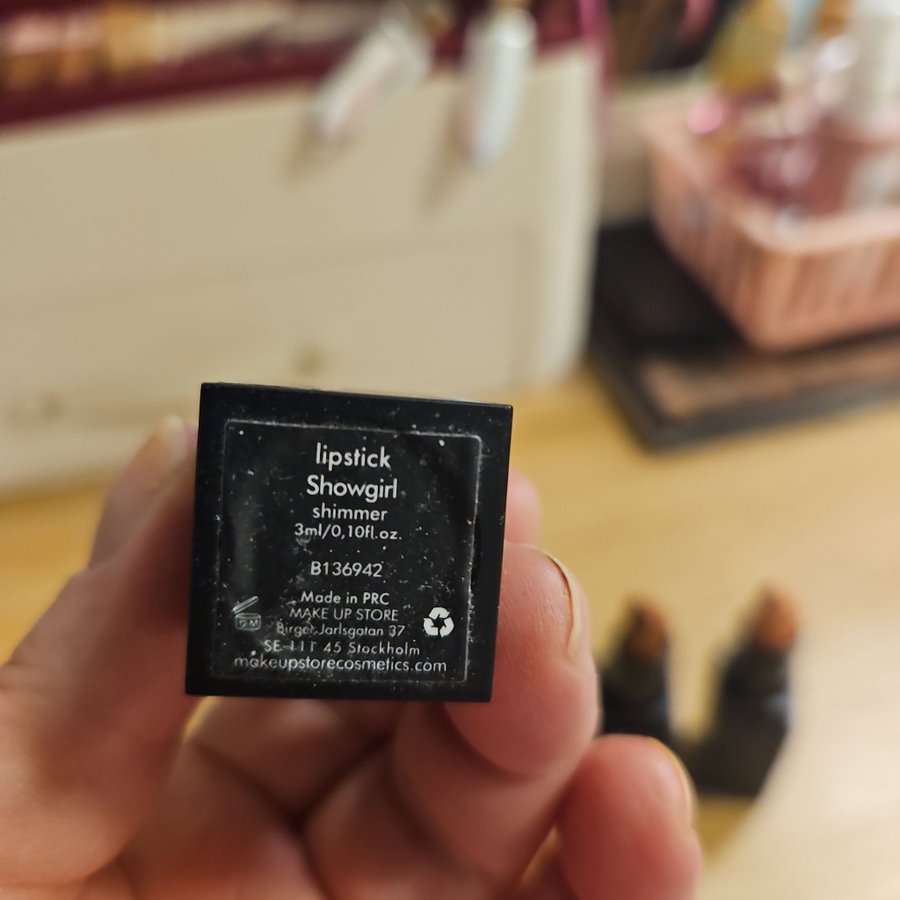 lipstick
Showgirl
shimmer
3ml/0,10fl.oz.
B136942
Made in PRC
MAKE UP STORE
Birger Jarlsgatan 37
SE-111 45 Stockholm
makeupstorecosmetics.com